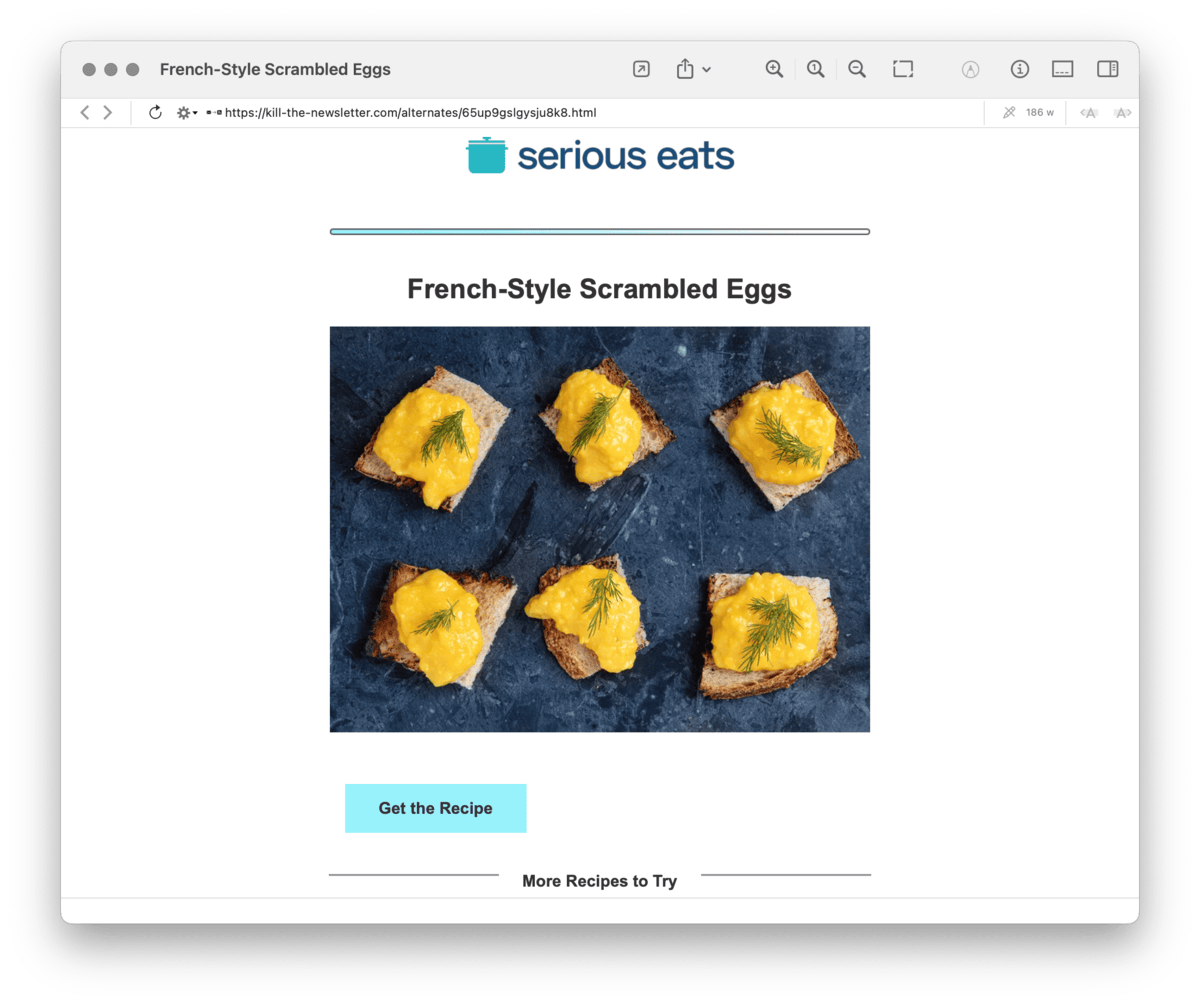 French-Style Scrambled Eggs
https://kill-the-newsletter.com/alternates/65up9gslgysju8k8.html
186 w
serious eats
French-Style Scrambled Eggs
Get the Recipe
More Recipes to Try